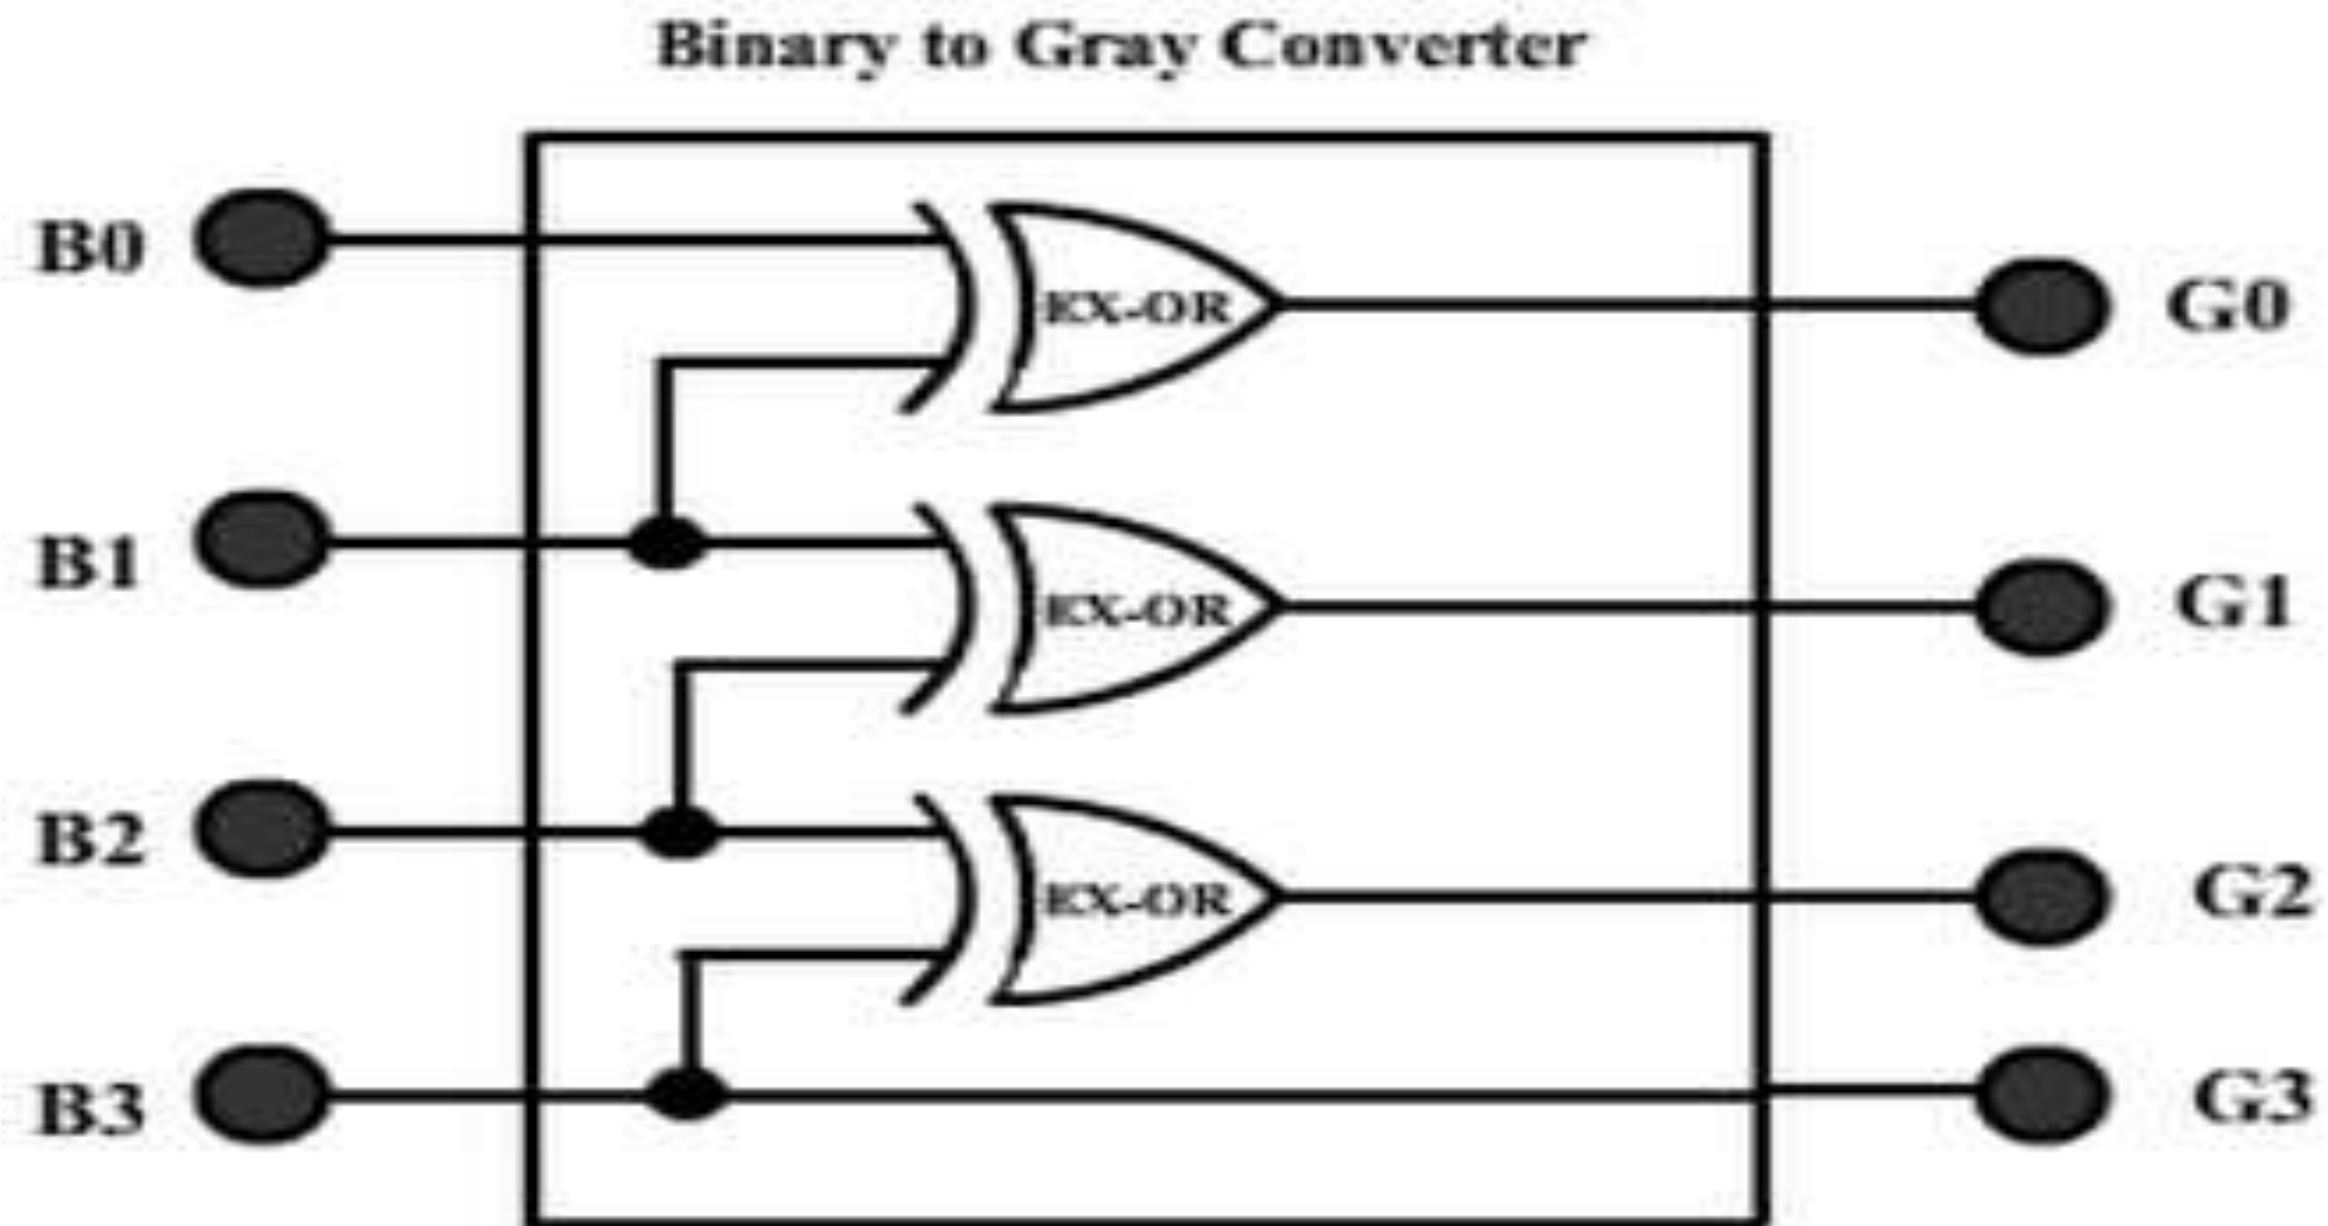 Binary to Gray Converter
B0
EX-OR
G0
B1
EX-OR
G1
B2
EX-OR
G2
B3
G3